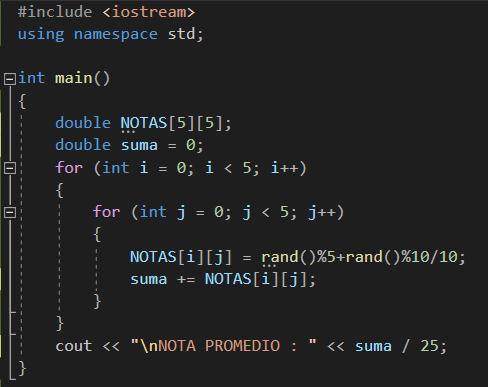 #include <iostream>
using namespace std;
int main()
{
double NOTAS[5][5];
double suma = 0;
for (int i = 0; i < 5; i++)
{
for (int j = 0; j < 5; j++)
{
NOTAS[i][j] = rand()%5+rand()%10/10;
suma += NOTAS[i][j];
}
}
cout << "\nNOTA PROMEDIO : " << suma / 25;
}